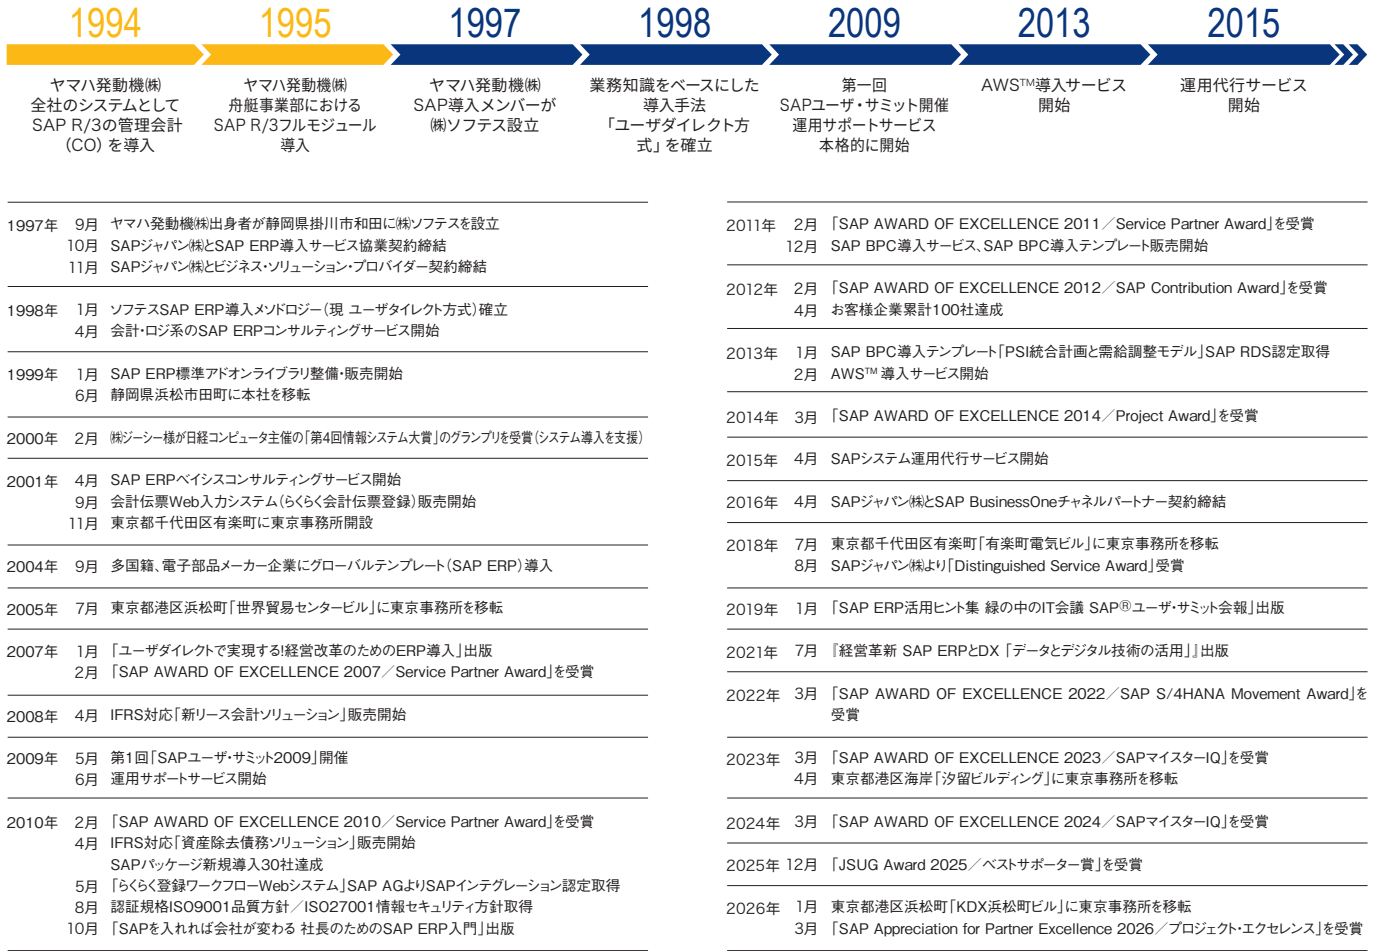 1994
1995
1997
1998
2009
2013
2015
ヤマハ発動機㈱
全社のシステムとして
SAP R/3の管理会計
（CO）を導入
ヤマハ発動機㈱
舟艇事業部における
SAP R/3フルモジュール
導入
ヤマハ発動機㈱
SAP導入メンバーが
㈱ソフテス設立
業務知識をベースにした
導入手法
「ユーザダイレクト方
式」を確立
第一回
SAPユーザ・サミット開催
運用サポートサービス
本格的に開始
AWS™導入サービス
開始
運用代行サービス
開始
1997年 9月 ヤマハ発動機㈱出身者が静岡県掛川市和田に㈱ソフテスを設立
10月 SAPジャパン㈱とSAP ERP導入サービス協業契約締結
11月 SAPジャパン㈱とビジネス・ソリューション・プロバイダー契約締結
1998年 1月 ソフテスSAP ERP導入メソドロジー（現 ユーザタイレクト方式）確立
4月 会計・ロジ系のSAP ERPコンサルティングサービス開始
1999年 1月 SAP ERP標準アドオンライブラリ整備・販売開始
6月 静岡県浜松市田町に本社を移転
2000年 2月 ㈱ジーシー様が日経コンピュータ主催の「第4回情報システム大賞」のグランプリを受賞（システム導入を支援）
2001年 4月 SAP ERPベイシスコンサルティングサービス開始
9月 会計伝票Web入力システム（らくらく会計伝票登録）販売開始
11月 東京都千代田区有楽町に東京事務所開設
2004年 9月 多国籍、電子部品メーカー企業にグローバルテンプレート（SAP ERP）導入
2005年 7月 東京都港区浜松町「世界貿易センタービル」に東京事務所を移転
2007年 1月 「ユーザダイレクトで実現する!経営改革のためのERP導入」出版
2月 「SAP AWARD OF EXCELLENCE 2007／Service Partner Award」を受賞
2008年 4月 IFRS対応「新リース会計ソリューション」販売開始
2009年 5月 第1回「SAPユーザ・サミット2009」開催
6月 運用サポートサービス開始
2010年 2月 「SAP AWARD OF EXCELLENCE 2010／Service Partner Award」を受賞
4月 IFRS対応「資産除去債務ソリューション」販売開始
SAPパッケージ新規導入30社達成
5月 「らくらく登録ワークフローWebシステム」SAP AGよりSAPインテグレーション認定取得
8月 認証規格ISO9001品質方針／ISO27001情報セキュリティ方針取得
10月 「SAPを入れれば会社が変わる 社長のためのSAP ERP入門」出版
2011年 2月 「SAP AWARD OF EXCELLENCE 2011／Service Partner Award」を受賞
12月 SAP BPC導入サービス、SAP BPC導入テンプレート販売開始
2012年 2月 「SAP AWARD OF EXCELLENCE 2012／SAP Contribution Award」を受賞
4月 お客様企業累計100社達成
2013年 1月 SAP BPC導入テンプレート「PSI統合計画と需給調整モデル」SAP RDS認定取得
2月 AWS™ 導入サービス開始
2014年 3月 「SAP AWARD OF EXCELLENCE 2014／Project Award」を受賞
2015年 4月 SAPシステム運用代行サービス開始
2016年 4月 SAPジャパン㈱とSAP BusinessOneチャネルパートナー契約締結
2018年 7月 東京都千代田区有楽町「有楽町電気ビル」に東京事務所を移転
8月 SAPジャパン㈱より「Distinguished Service Award」受賞
2019年 1月 「SAP ERP活用ヒント集 緑の中のIT会議 SAP®ユーザ・サミット会報」出版
2021年 7月 『経営革新 SAP ERPとDX 「データとデジタル技術の活用」』出版
2022年 3月 「SAP AWARD OF EXCELLENCE 2022／SAP S/4HANA Movement Award」を
受賞
2023年 3月 「SAP AWARD OF EXCELLENCE 2023／SAPマイスターIQ」を受賞
4月 東京都港区海岸「汐留ビルディング」に東京事務所を移転
2024年 3月 「SAP AWARD OF EXCELLENCE 2024／SAPマイスターIQ」を受賞
2025年 12月 「JSUG Award 2025／ベストサポーター賞」を受賞
2026年 1月 東京都港区浜松町「KDX浜松町ビル」に東京事務所を移転
3月 「SAP Appreciation for Partner Excellence 2026／プロジェクト・エクセレンス」を受賞